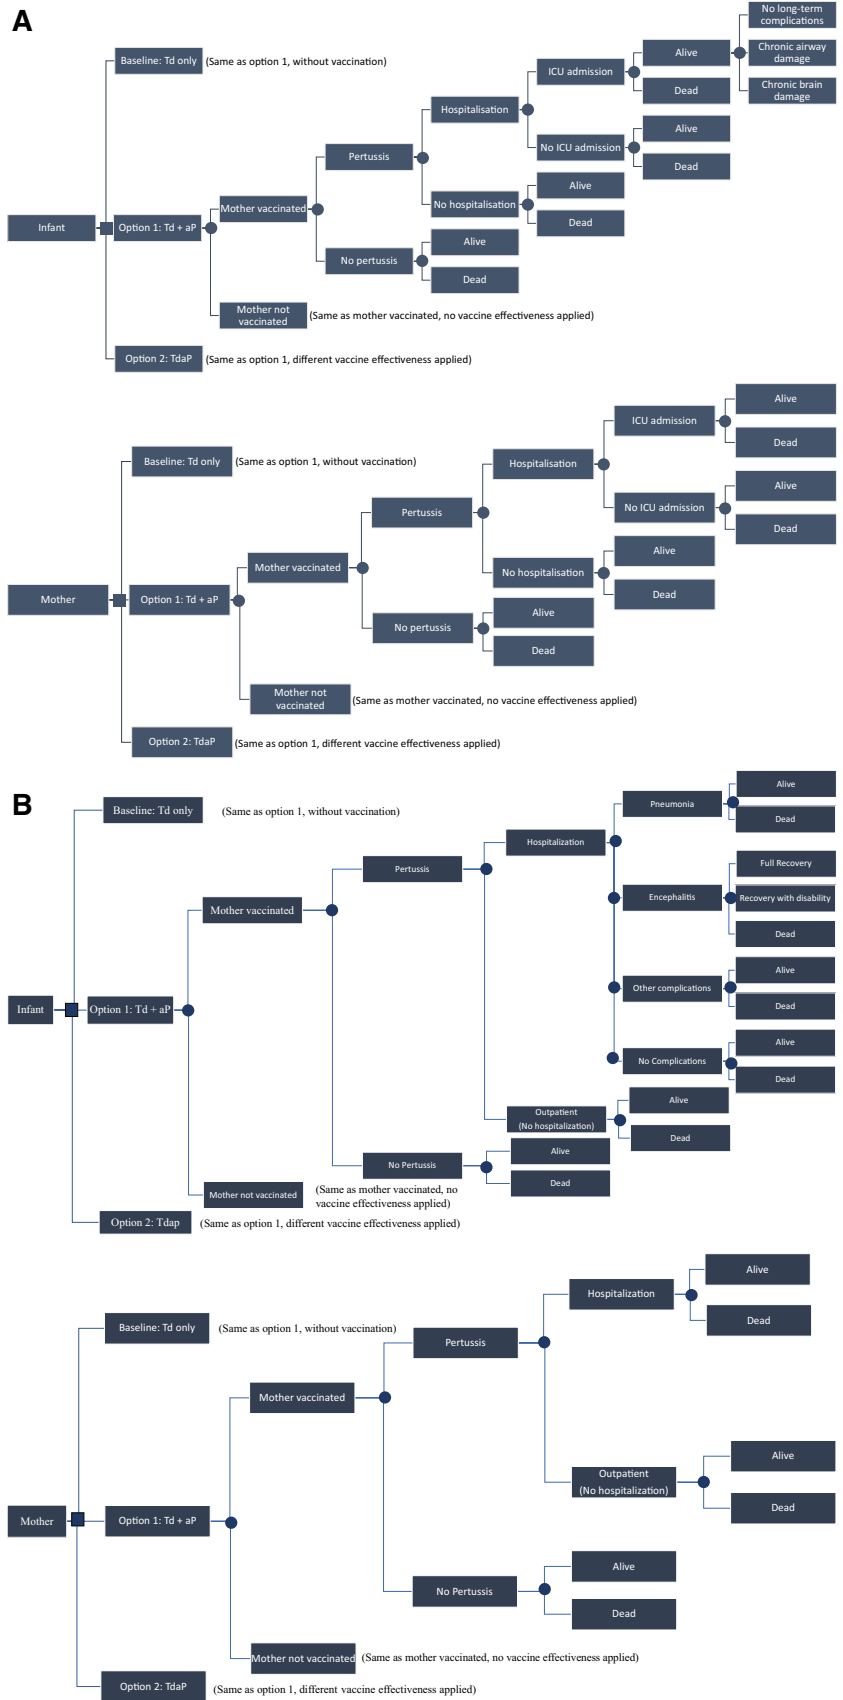 A
No long-term
complications
Baseline: Td only
(Same as option 1, without vaccination)
Alive
Chronic airway
damage
ICU admission
Dead
Chronic brain
damage
Hospitalisation
Alive
No ICU admission
Pertussis
Dead
Alive
Mother vaccinated
No hospitalisation
Dead
Infant
Option 1: Td + aP
Alive
No pertussis
Dead
Mother not
vaccinated
(Same as mother vaccinated, no vaccine effectiveness applied)
Option 2: TdaP
(Same as option 1, different vaccine effectiveness applied)
Alive
ICU admission
Dead
Baseline: Td only
(Same as option 1, without vaccination)
Hospitalisation
Alive
No ICU admission
Pertussis
Dead
Alive
Mother vaccinated
No hospitalisation
Dead
Mother
Option 1: Td + aP
Alive
No pertussis
Dead
Mother not
vaccinated
(Same as mother vaccinated, no vaccine effectiveness applied)
Option 2: TdaP
(Same as option 1, different vaccine effectiveness applied)
B
Alive
Pneumonia
Dead
Baseline: Td only
(Same as option 1, without vaccination)
Hospitalization
Full Recovery
Pertussis
Encephalitis
Recovery with disability
Mother vaccinated
Dead
Alive
Other complications
Dead
Infant
Option 1: Td + aP
Alive
No Complications
Dead
Alive
Outpatient
(No hospitalization)
Dead
Alive
No Pertussis
Dead
Mother not vaccinated
(Same as mother vaccinated, no
vaccine effectiveness applied)
Option 2: Tdap
(Same as option 1, different vaccine effectiveness applied)
Alive
Hospitalization
Dead
Baseline: Td only
(Same as option 1, without vaccination)
Pertussis
Mother vaccinated
Alive
Outpatient
(No hospitalization)
Dead
Mother
Option 1: Td + aP
Alive
No Pertussis
Dead
Mother not vaccinated
(Same as mother vaccinated, no vaccine effectiveness applied)
Option 2: TdaP
(Same as option 1, different vaccine effectiveness applied)